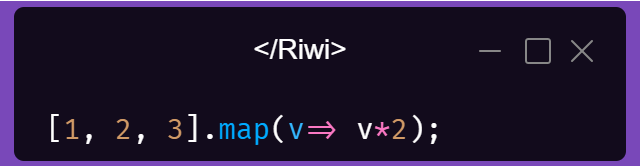 </Riwi>
[1, 2, 3].map(v=> v*2);